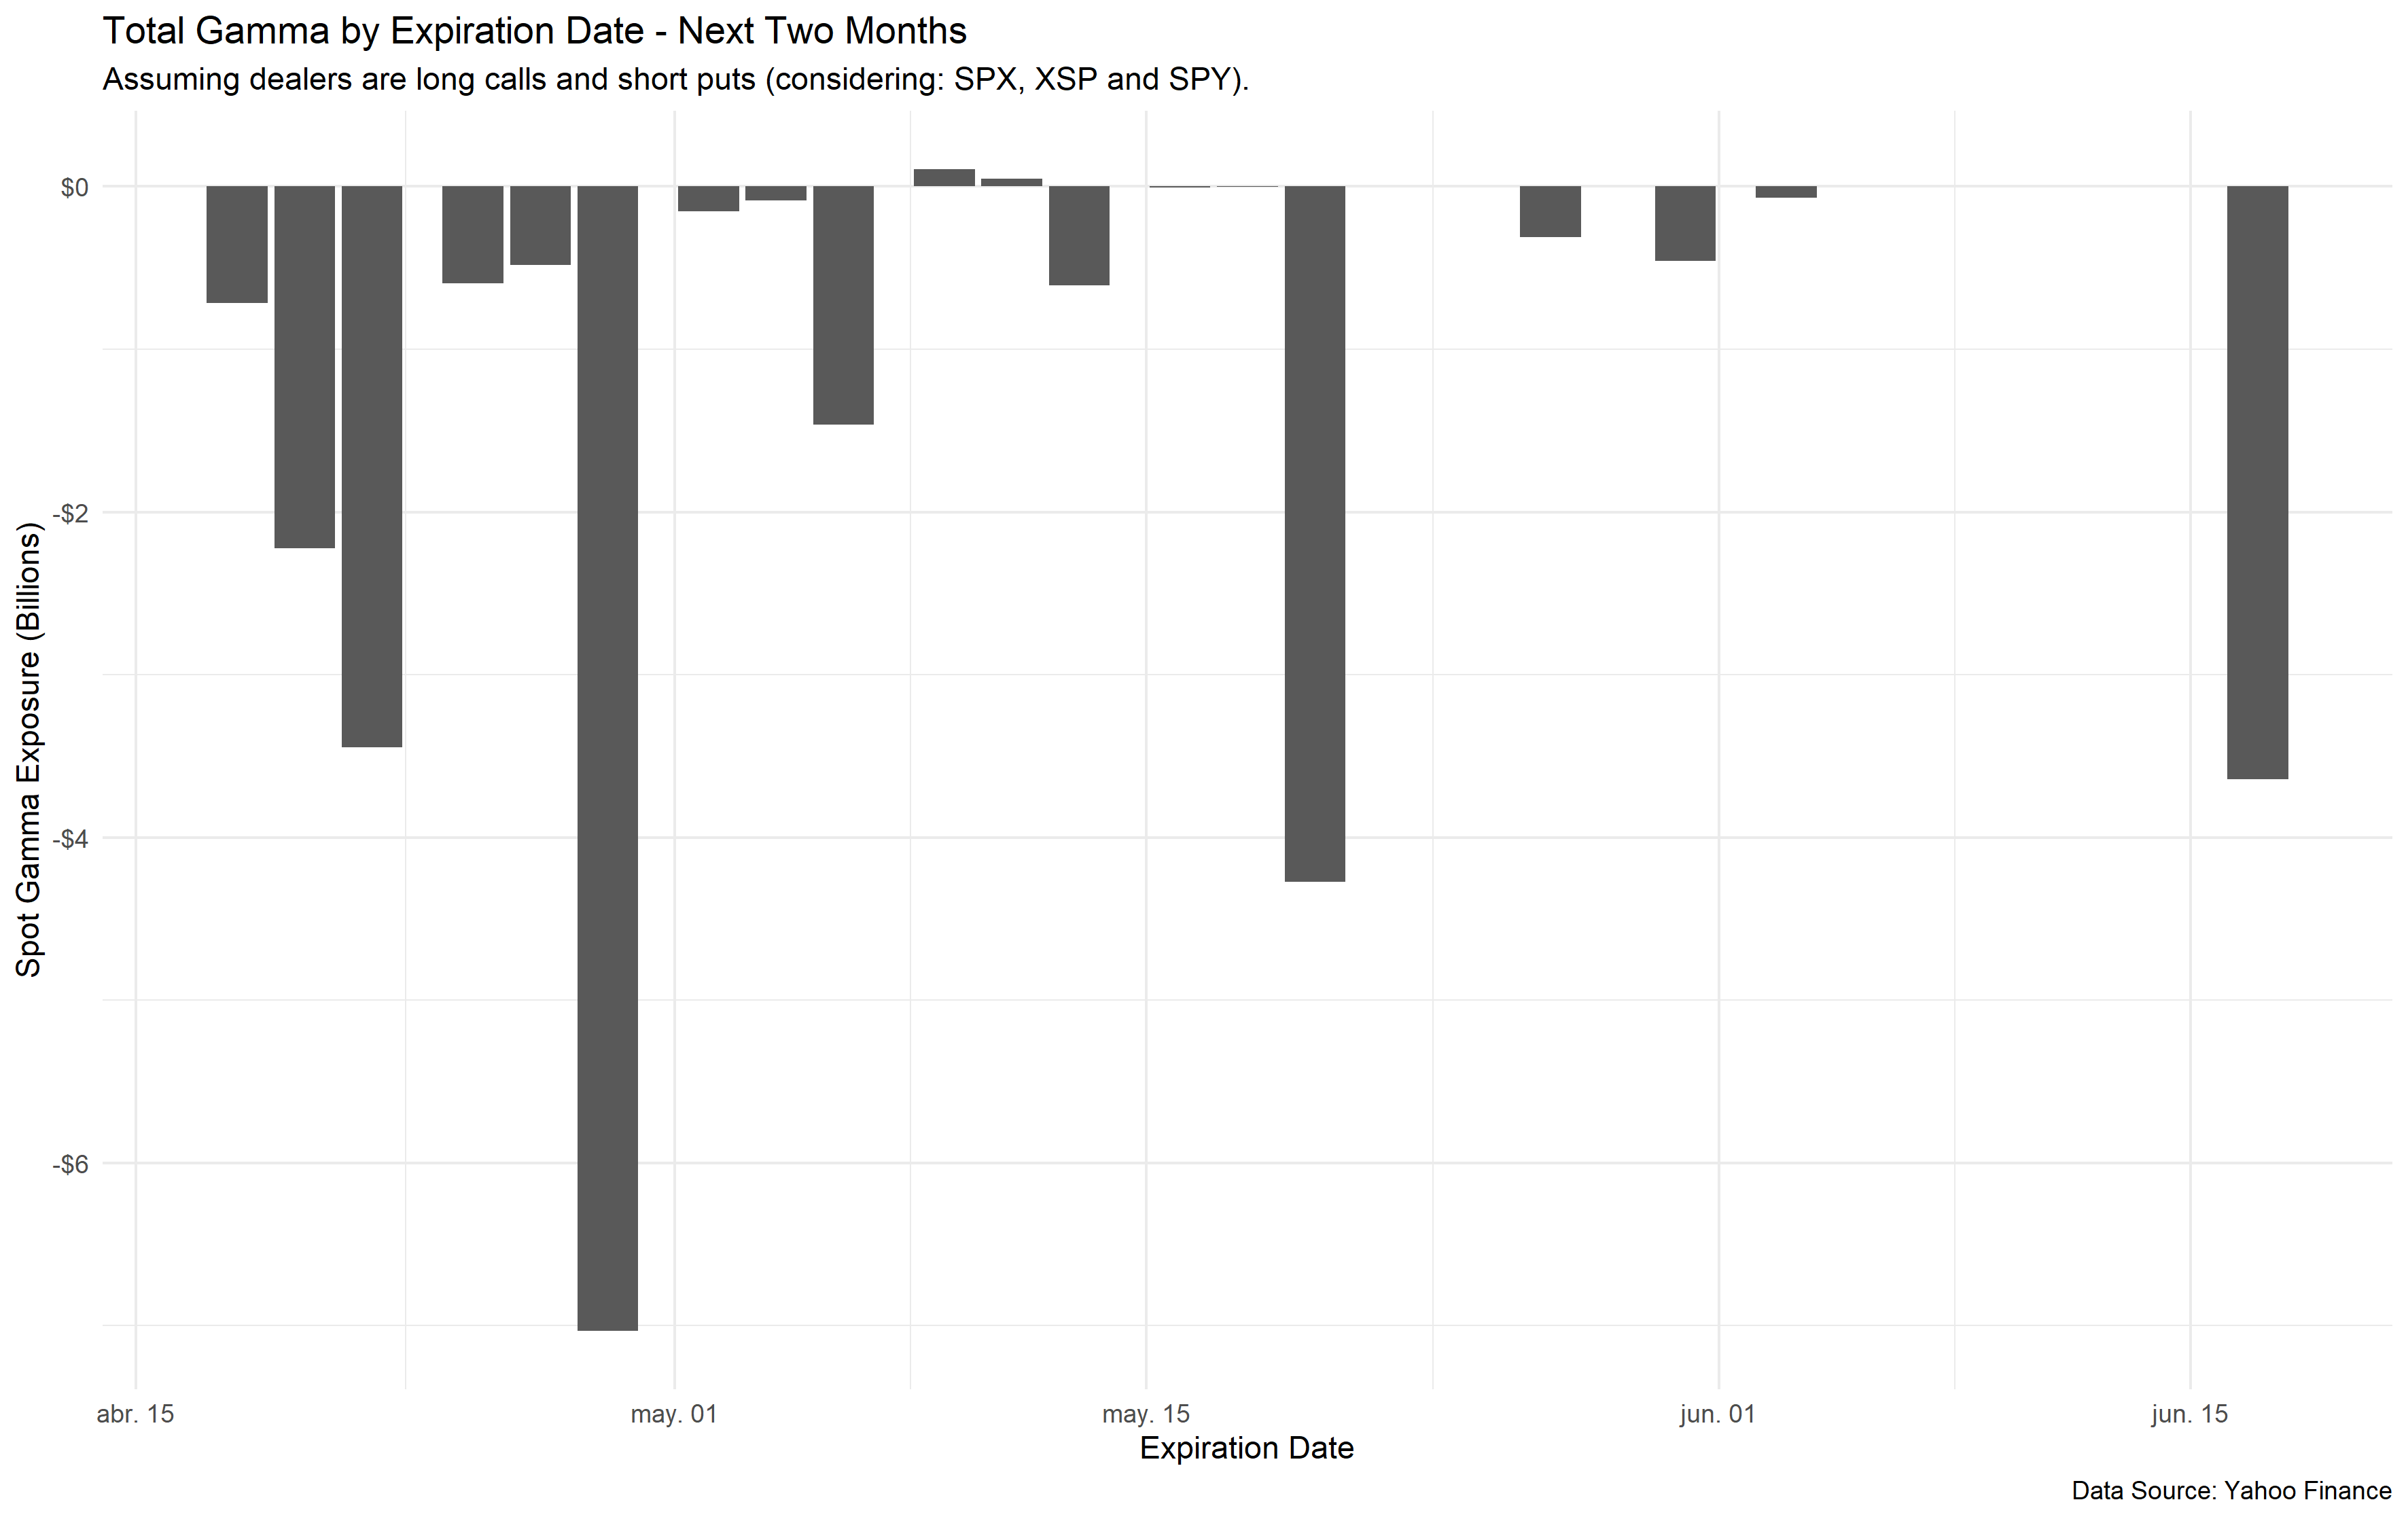 Total Gamma by Expiration Date - Next Two Months
Assuming dealers are long calls and short puts (considering: SPX, XSP and SPY).
Spot Gamma Exposure (Billions)
$0
-$2
-$4
-$6
abr. 15
may. 01
may. 15
jun. 01
jun. 15
Expiration Date
Data Source: Yahoo Finance